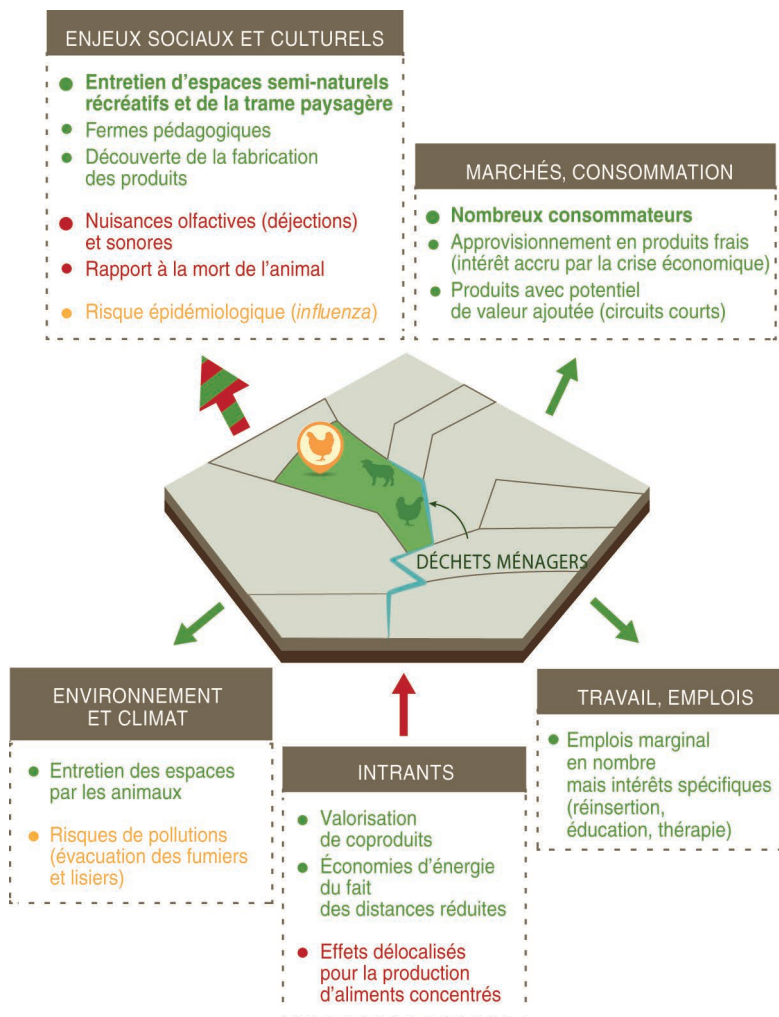 ENJEUX SOCIAUX ET CULTURELS
Entretien d'espaces semi-naturels
récréatifs et de la trame paysagère
Fermes pédagogiques
Découverte de la fabrication
des produits
Nuisances olfactives (déjections)
et sonores
Rapport à la mort de l'animal
Risque épidémiologique (influenza)
MARCHÉS, CONSOMMATION
Nombreux consommateurs
Approvisionnement en produits frais
(intérêt accru par la crise économique)
Produits avec potentiel
de valeur ajoutée (circuits courts)
DÉCHETS MÉNAGERS
ENVIRONNEMENT
ET CLIMAT
Entretien des espaces
par les animaux
Risques de pollutions
(évacuation des fumiers
et lisiers)
INTRANTS
Valorisation
de coproduits
Économies d'énergie
du fait
des distances réduites
Effets délocalisés
pour la production
d'aliments concentrés
TRAVAIL, EMPLOIS
Emplois marginal
en nombre
mais intérêts spécifiques
(réinsertion,
éducation, thérapie)